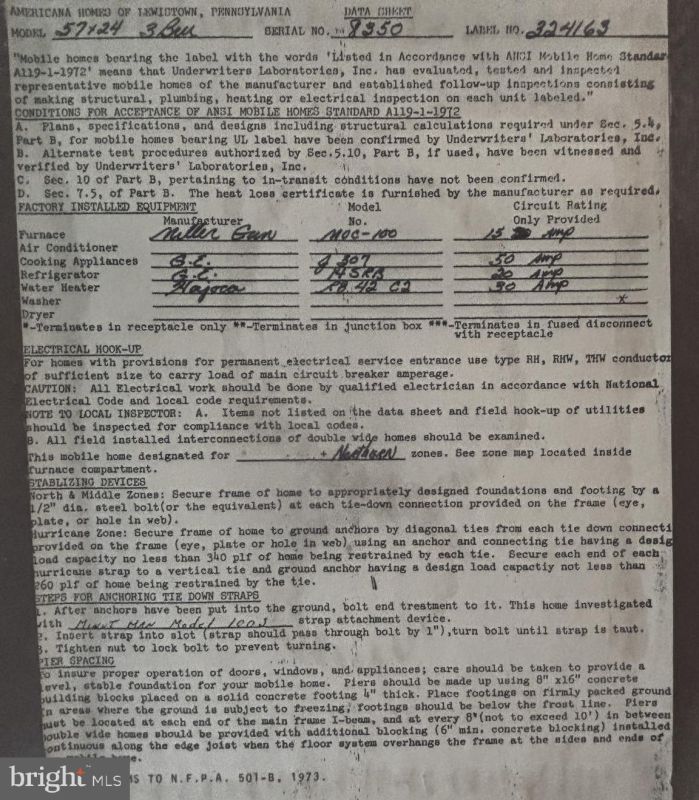 AMERICANA HOMES OF LEWISTOWN, PENNSYLVANIA DATA SHEET
MODEL 57x24 3 Bed SERIAL NO. 8350 LABEL NO. 324163
"Mobile homes bearing the label with the words 'Listed in Accordance with ANSI Mobile Home Standar
A119-1-1972' means that Underwriters Laboratories, Inc. has evaluated, tested and inspected
representative mobile homes of the manufacturer and established follow-up inspections consisting
of making structural, plumbing, heating or electrical inspection on each unit labeled."
CONDITIONS FOR ACCEPTANCE OF ANSI MOBILE HOMES STANDARD A119-1-1972
A. Plans, specifications, and designs including structural calculations required under Sec. 5.4,
Part B, for mobile homes bearing UL label have been confirmed by Underwriters' Laboratories, Inc.
B. Alternate test procedures authorized by Sec.5.10, Part B, if used, have been witnessed and
verified by Underwriters' Laboratories, Inc.
C. Sec. 10 of Part B, pertaining to in-transit conditions have not been confirmed.
D. Sec. 7.5, of Part B. The heat loss certificate is furnished by the manufacturer as required.
FACTORY INSTALLED EQUIPMENT Model Circuit Rating
Manufacturer No. Only Provided
Furnace Miller Gun MOC-100 15 Amp
Air Conditioner
Cooking Appliances G.E. J 307 50 Amp
Refrigerator G.E. 14SRB 20 Amp
Water Heater Hajoca 42 C2 30 Amp
Washer *
Dryer
*-Terminates in receptacle only **-Terminates in junction box ***-Terminates in fused disconnect
with receptacle
ELECTRICAL HOOK-UP
For homes with provisions for permanent electrical service entrance use type RH, RHW, THW conductor
of sufficient size to carry load of main circuit breaker amperage.
CAUTION: All Electrical work should be done by qualified electrician in accordance with National
Electrical Code and local code requirements.
NOTE TO LOCAL INSPECTOR: A. Items not listed on the data sheet and field hook-up of utilities
should be inspected for compliance with local codes.
B. All field installed interconnections of double wide homes should be examined.
This mobile home designated for + Northern zones. See zone map located inside
furnace compartment.
STABLIZING DEVICES
North & Middle Zones: Secure frame of home to appropriately designed foundations and footing by a
1/2" dia. steel bolt(or the equivalent) at each tie-down connection provided on the frame (eye,
plate, or hole in web).
Hurricane Zone: Secure frame of home to ground anchors by diagonal ties from each tie down connecti
provided on the frame (eye, plate or hole in web) using an anchor and connecting tie having a desig
load capacity no less than 340 plf of home being restrained by each tie. Secure each end of each
hurricane strap to a vertical tie and ground anchor having a design load capactiy not less than
260 plf of home being restrained by the tie.
STEPS FOR ANCHORING TIE DOWN STRAPS
1. After anchors have been put into the ground, bolt end treatment to it. This home investigated
with Minut Man Model 1003 strap attachment device.
2. Insert strap into slot (strap should pass through bolt by 1"),turn bolt until strap is taut.
3. Tighten nut to lock bolt to prevent turning.
PIER SPACING
To insure proper operation of doors, windows, and appliances; care should be taken to provide a
level, stable foundation for your mobile home. Piers should be made up using 8" x16" concrete
building blocks placed on a solid concrete footing 4" thick. Place footings on firmly packed ground
In areas where the ground is subject to freezing, footings should be below the frost line. Piers
must be located at each end of the main frame I-beam, and at every 8'(not to exceed 10') in between
Double wide homes should be provided with additional blocking (6" min. concrete blocking) installed
continuous along the edge joist when the floor system overhangs the frame at the sides and ends of
MS TO N.F.P.A. 501-B, 1973.
bright MLS